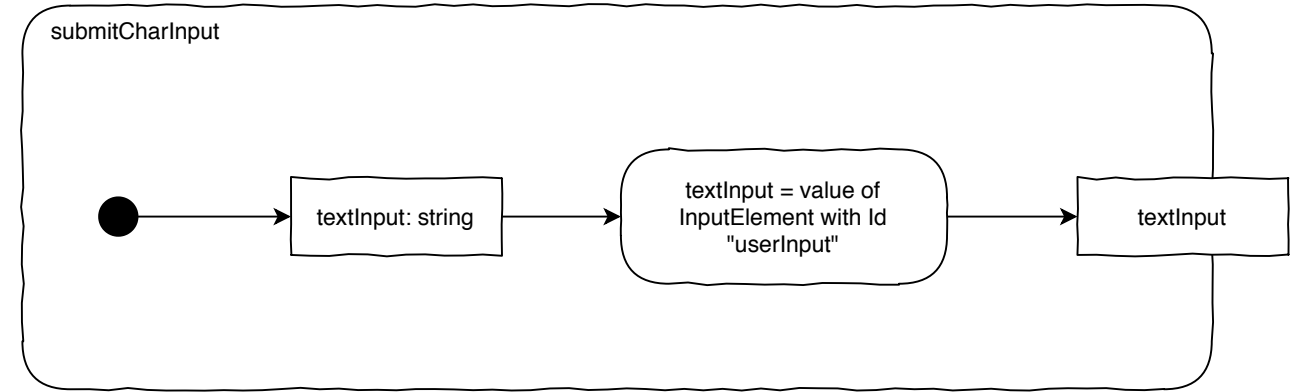 submitCharInput
textInput: string
textInput = value of
InputElement with Id
"userInput"
textInput